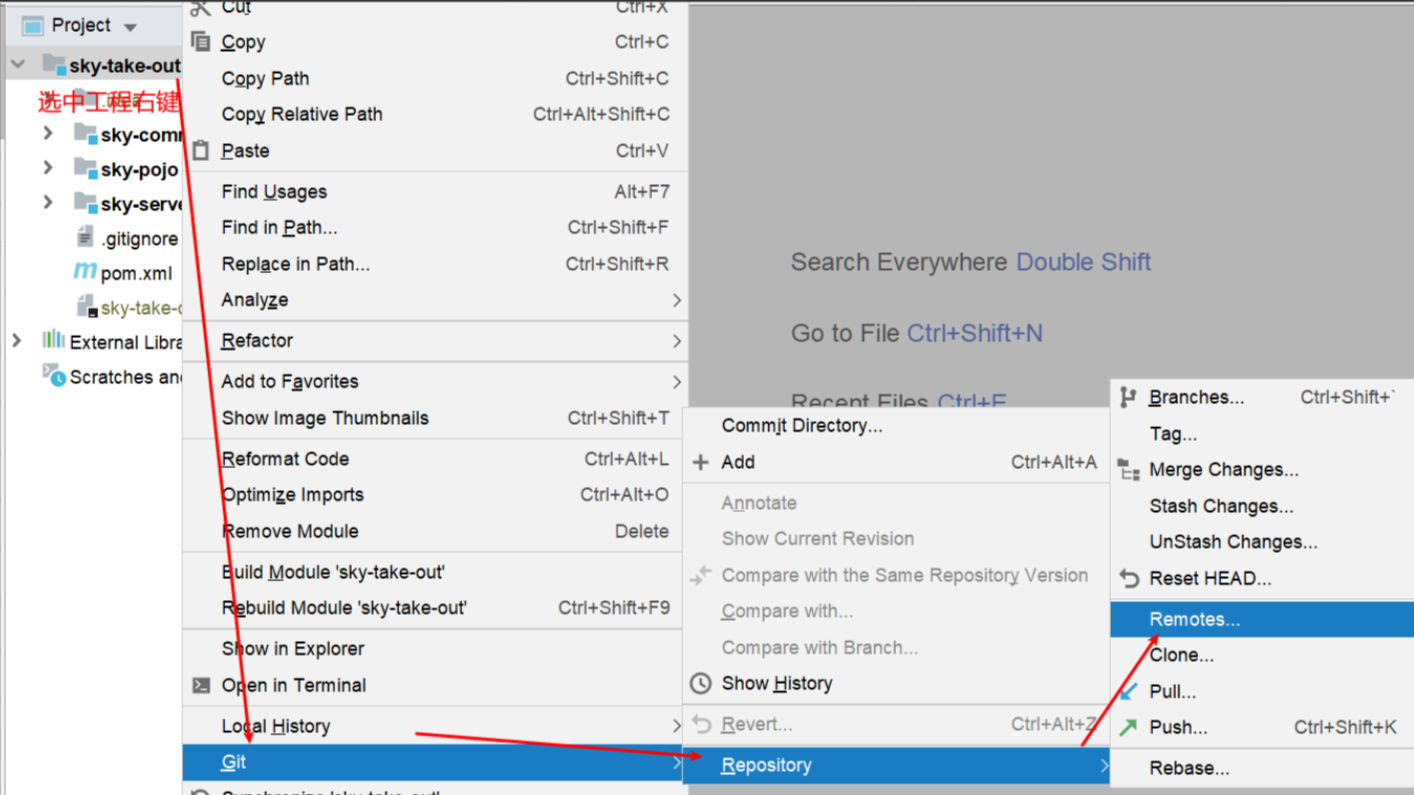 Project
sky-take-out
选中工程右键
sky-comm
sky-pojo
sky-serve
.gitignore
pom.xml
sky-take-o
External Libra
Scratches and
Cut Ctrl+X
Copy Ctrl+C
Copy Path Ctrl+Shift+C
Copy Relative Path Ctrl+Alt+Shift+C
Paste Ctrl+V
Find Usages Alt+F7
Find in Path... Ctrl+Shift+F
Replace in Path... Ctrl+Shift+R
Analyze
Refactor
Add to Favorites
Show Image Thumbnails Ctrl+Shift+T
Reformat Code Ctrl+Alt+L
Optimize Imports Ctrl+Alt+O
Remove Module Delete
Build Module 'sky-take-out'
Rebuild Module 'sky-take-out' Ctrl+Shift+F9
Show in Explorer
Open in Terminal
Local History
Git
Synchronize 'sky-take-out'
Search Everywhere Double Shift
Go to File Ctrl+Shift+N
Recent Files Ctrl+E
Commit Directory...
Add Ctrl+Alt+A
Annotate
Show Current Revision
Compare with the Same Repository Version
Compare with...
Compare with Branch...
Show History
Revert... Ctrl+Alt+Z
Repository
Branches... Ctrl+Shift+`
Tag...
Merge Changes...
Stash Changes...
UnStash Changes...
Reset HEAD...
Remotes...
Clone...
Pull...
Push... Ctrl+Shift+K
Rebase...